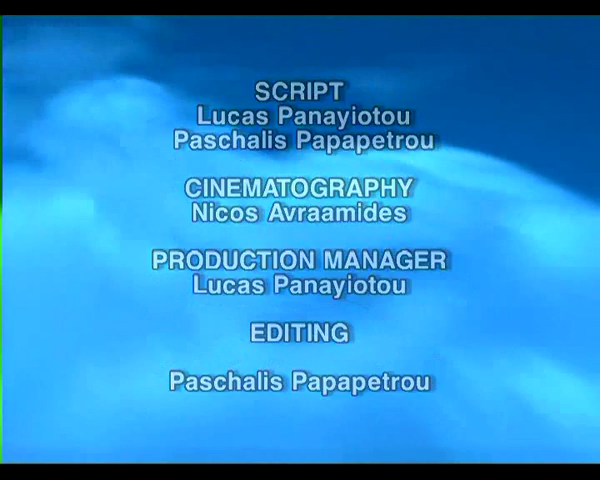 SCRIPT
Lucas Panayiotou
Paschalis Papapetrou
CINEMATOGRAPHY
Nicos Avraamides
PRODUCTION MANAGER
Lucas Panayiotou
EDITING
Paschalis Papapetrou